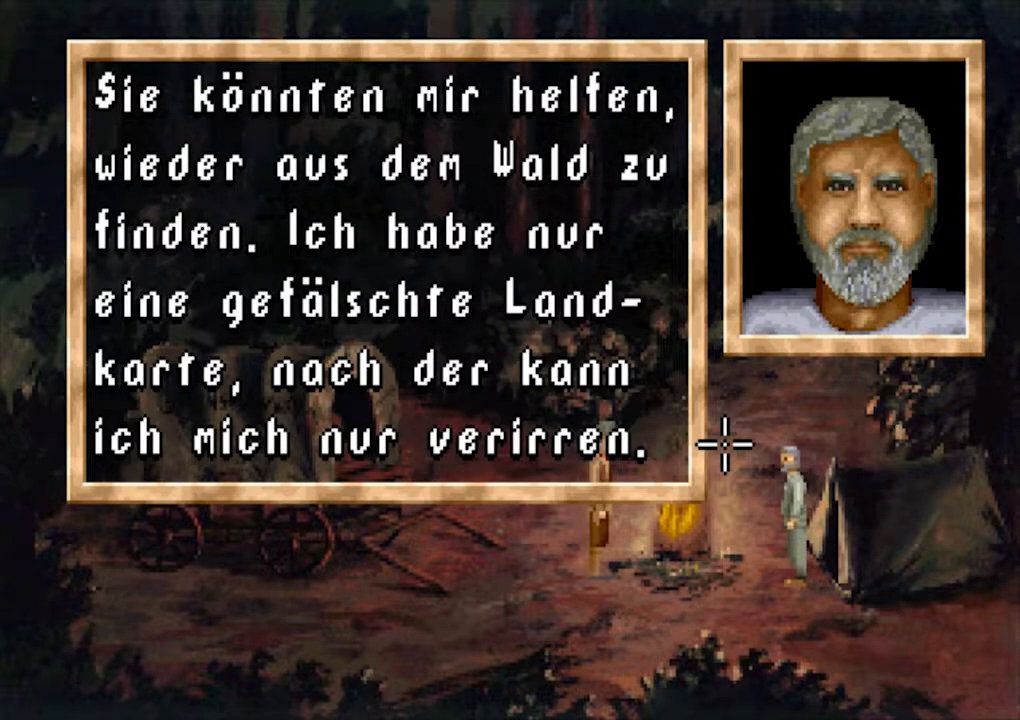 Sie könnten mir helfen,
wieder aus dem Wald zu
finden. Ich habe nur
eine gefälschte Land-
karte, nach der kann
ich mich nur verirren.